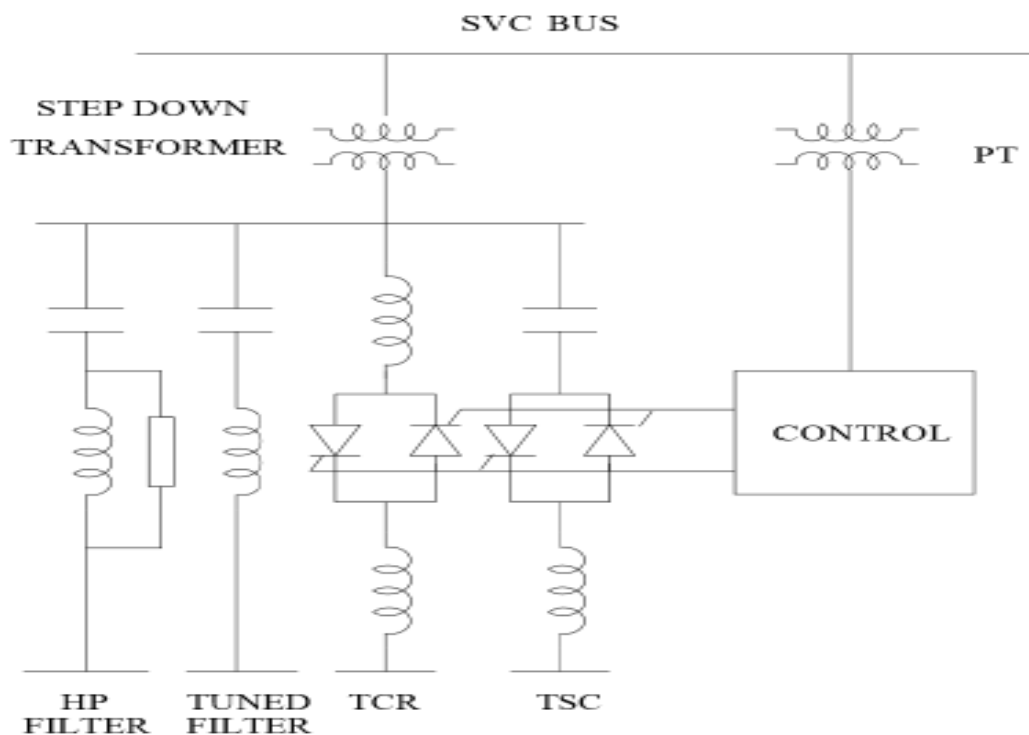 SVC BUS
STEP DOWN
TRANSFORMER
PT
CONTROL
HP
FILTER
TUNED
FILTER
TCR
TSC